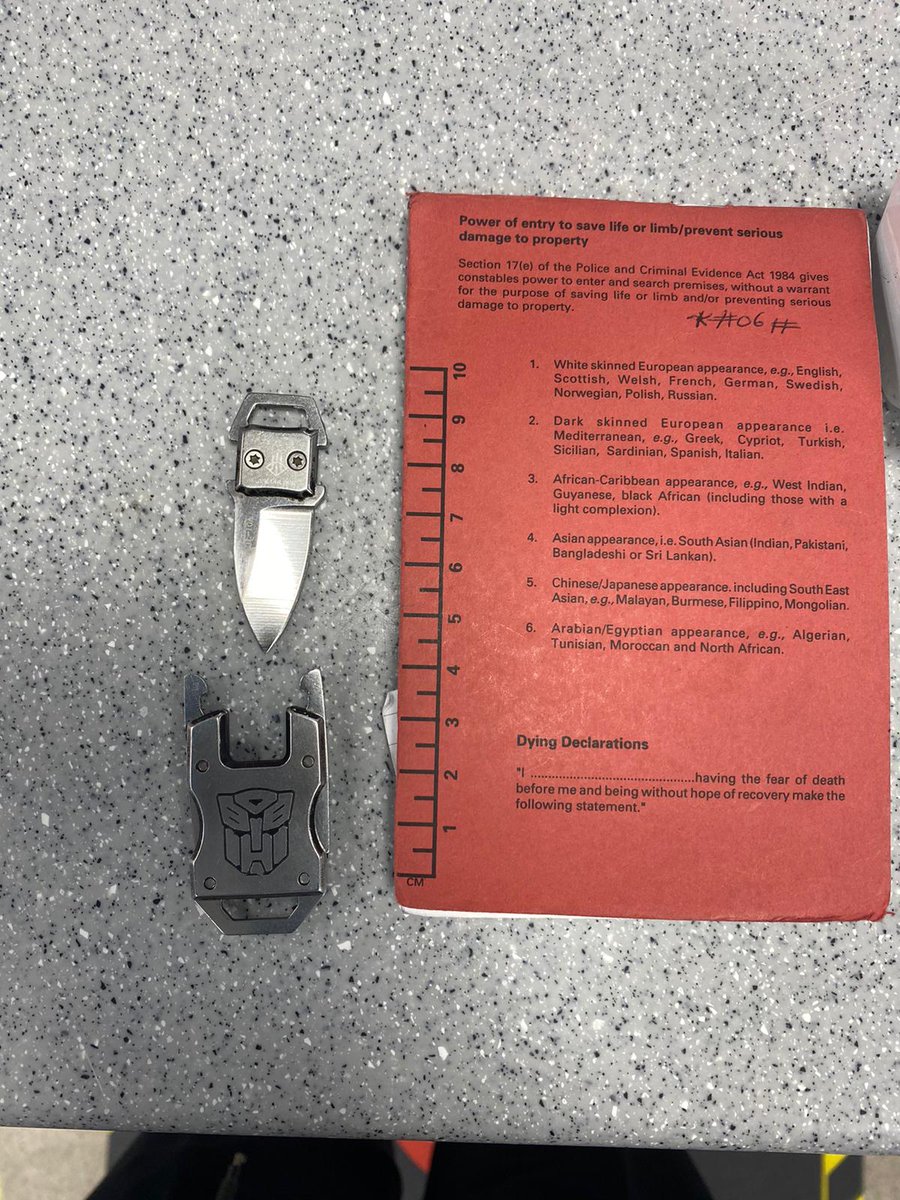 Power of entry to save life or limb/prevent serious
damage to property
Section 17(e) of the Police and Criminal Evidence Act 1984 gives
constables power to enter and search premises, without a warrant
for the purpose of saving life or limb and/or preventing serious
damage to property.
*#06#
1. White skinned European appearance, e.g., English,
Scottish, Welsh, French, German, Swedish,
Norwegian, Polish, Russian.
2. Dark skinned European appearance i.e.
Mediterranean, e.g., Greek, Cypriot, Turkish,
Sicilian, Sardinian, Spanish, Italian.
3. African-Caribbean appearance, e.g., West Indian,
Guyanese, black African (including those with a
light complexion).
4. Asian appearance, i.e. South Asian (Indian, Pakistani,
Bangladeshi or Sri Lankan).
5. Chinese/Japanese appearance. including South East
Asian, e.g., Malayan, Burmese, Filippino, Mongolian.
6. Arabian/Egyptian appearance, e.g., Algerian,
Tunisian, Moroccan and North African.
Dying Declarations
"I ..........................................having the fear of death
before me and being without hope of recovery make the
following statement."
10
9
8
7
6
5
4
3
2
1
CM